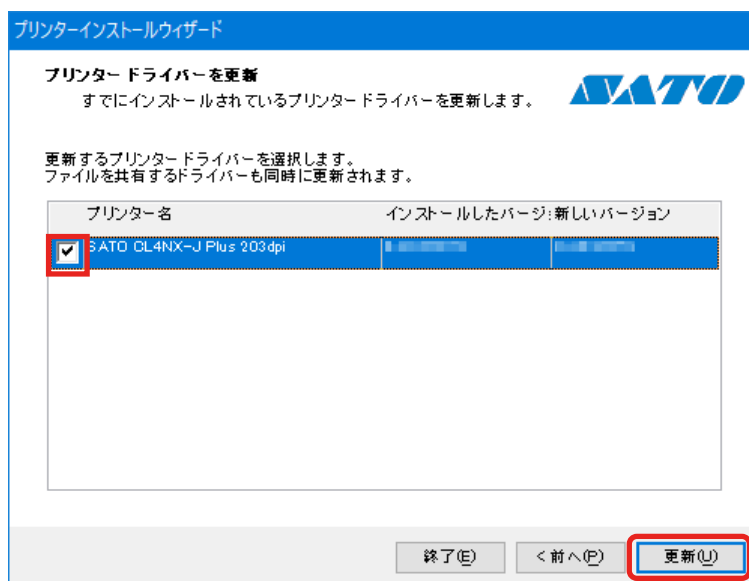 プリンターインストールウィザード
プリンタードライバーを更新
すでにインストールされているプリンタードライバーを更新します。
SATO
更新するプリンタードライバーを選択します。
ファイルを共有するドライバーも同時に更新されます。
プリンター名 インストールしたバージ: 新しいバージョン
SATO CL4NX-J Plus 203dpi
終了(E) <前へ(P) 更新(U)